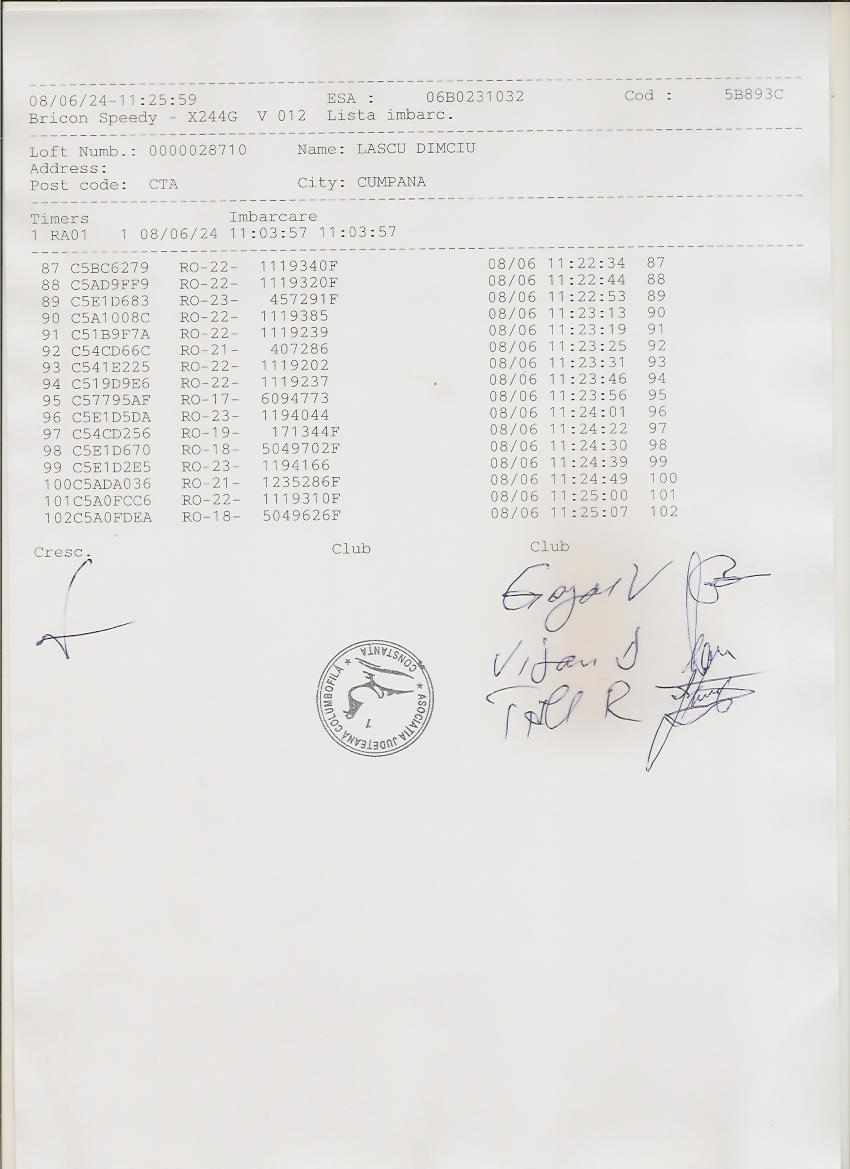 08/06/24-11:25:59 ESA : 06B0231032 Cod : 5B893C
Bricon Speedy - X244G V 012 Lista imbarc.
Loft Numb.: 0000028710 Name: LASCU DIMCIU
Address:
Post code: CTA City: CUMPANA
Timers Imbarcare
1 RA01 1 08/06/24 11:03:57 11:03:57
87 C5BC6279 RO-22- 1119340F 08/06 11:22:34 87
88 C5AD9FF9 RO-22- 1119320F 08/06 11:22:44 88
89 C5E1D683 RO-23- 457291F 08/06 11:22:53 89
90 C5A1008C RO-22- 1119385 08/06 11:23:13 90
91 C51B9F7A RO-22- 1119239 08/06 11:23:19 91
92 C54CD66C RO-21- 407286 08/06 11:23:25 92
93 C541E225 RO-22- 1119202 08/06 11:23:31 93
94 C519D9E6 RO-22- 1119237 08/06 11:23:46 94
95 C57795AF RO-17- 6094773 08/06 11:23:56 95
96 C5E1D5DA RO-23- 1194044 08/06 11:24:01 96
97 C54CD256 RO-19- 171344F 08/06 11:24:22 97
98 C5E1D670 RO-18- 5049702F 08/06 11:24:30 98
99 C5E1D2E5 RO-23- 1194166 08/06 11:24:39 99
100C5ADA036 RO-21- 1235286F 08/06 11:24:49 100
101C5A0FCC6 RO-22- 1119310F 08/06 11:25:00 101
102C5A0FDEA RO-18- 5049626F 08/06 11:25:07 102
Cresc. Club Club
ASOCIAȚIA JUDEȚEANA COLUMBOFILĂ
CONSTANȚA
1